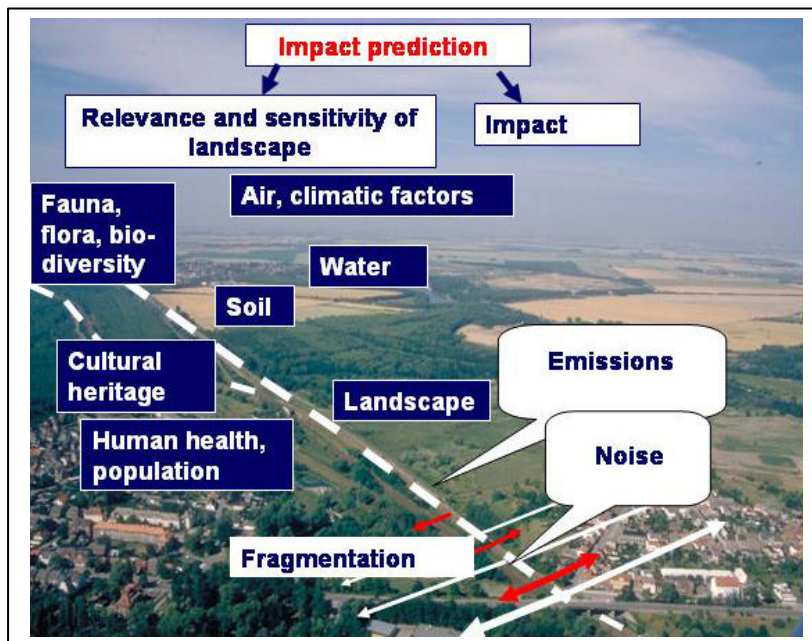 Impact prediction
Relevance and sensitivity of
landscape
Impact
Air, climatic factors
Fauna,
flora, bio-
diversity
Water
Soil
Emissions
Cultural
heritage
Landscape
Human health,
population
Noise
Fragmentation